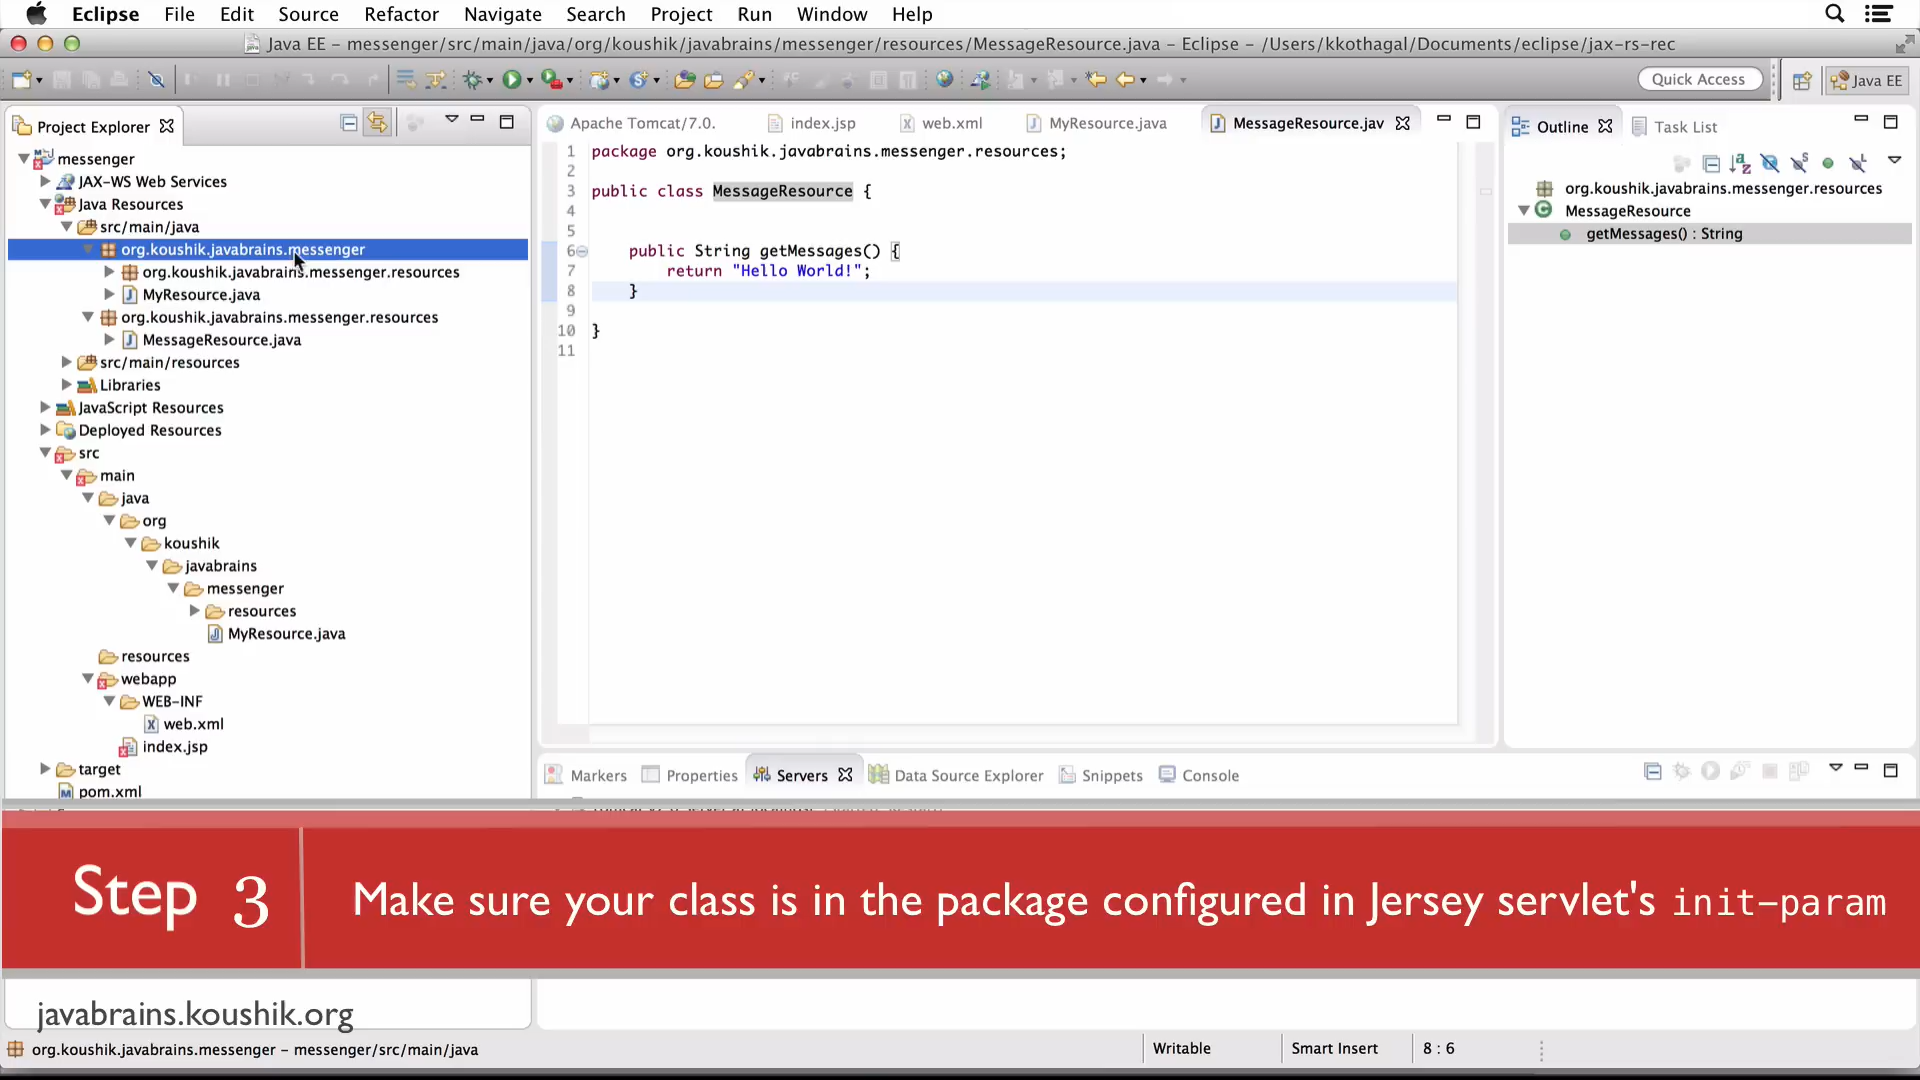 Eclipse File Edit Source Refactor Navigate Search Project Run Window Help
Java EE – messenger/src/main/java/org/koushik/javabrains/messenger/resources/MessageResource.java – Eclipse – /Users/kkothagal/Documents/eclipse/jax-rs-rec
Quick Access Java EE
Project Explorer
messenger
JAX-WS Web Services
Java Resources
src/main/java
org.koushik.javabrains.messenger
org.koushik.javabrains.messenger.resources
MyResource.java
org.koushik.javabrains.messenger.resources
MessageResource.java
src/main/resources
Libraries
JavaScript Resources
Deployed Resources
src
main
java
org
koushik
javabrains
messenger
resources
MyResource.java
resources
webapp
WEB-INF
web.xml
index.jsp
target
pom.xml
Apache Tomcat/7.0. index.jsp web.xml MyResource.java MessageResource.jav
1 package org.koushik.javabrains.messenger.resources;
2
3 public class MessageResource {
4
5
6 public String getMessages() {
7 return "Hello World!";
8 }
9
10 }
11
Outline Task List
org.koushik.javabrains.messenger.resources
MessageResource
getMessages() : String
Markers Properties Servers Data Source Explorer Snippets Console
Step 3 Make sure your class is in the package configured in Jersey servlet's init-param
javabrains.koushik.org
org.koushik.javabrains.messenger – messenger/src/main/java
Writable Smart Insert 8 : 6